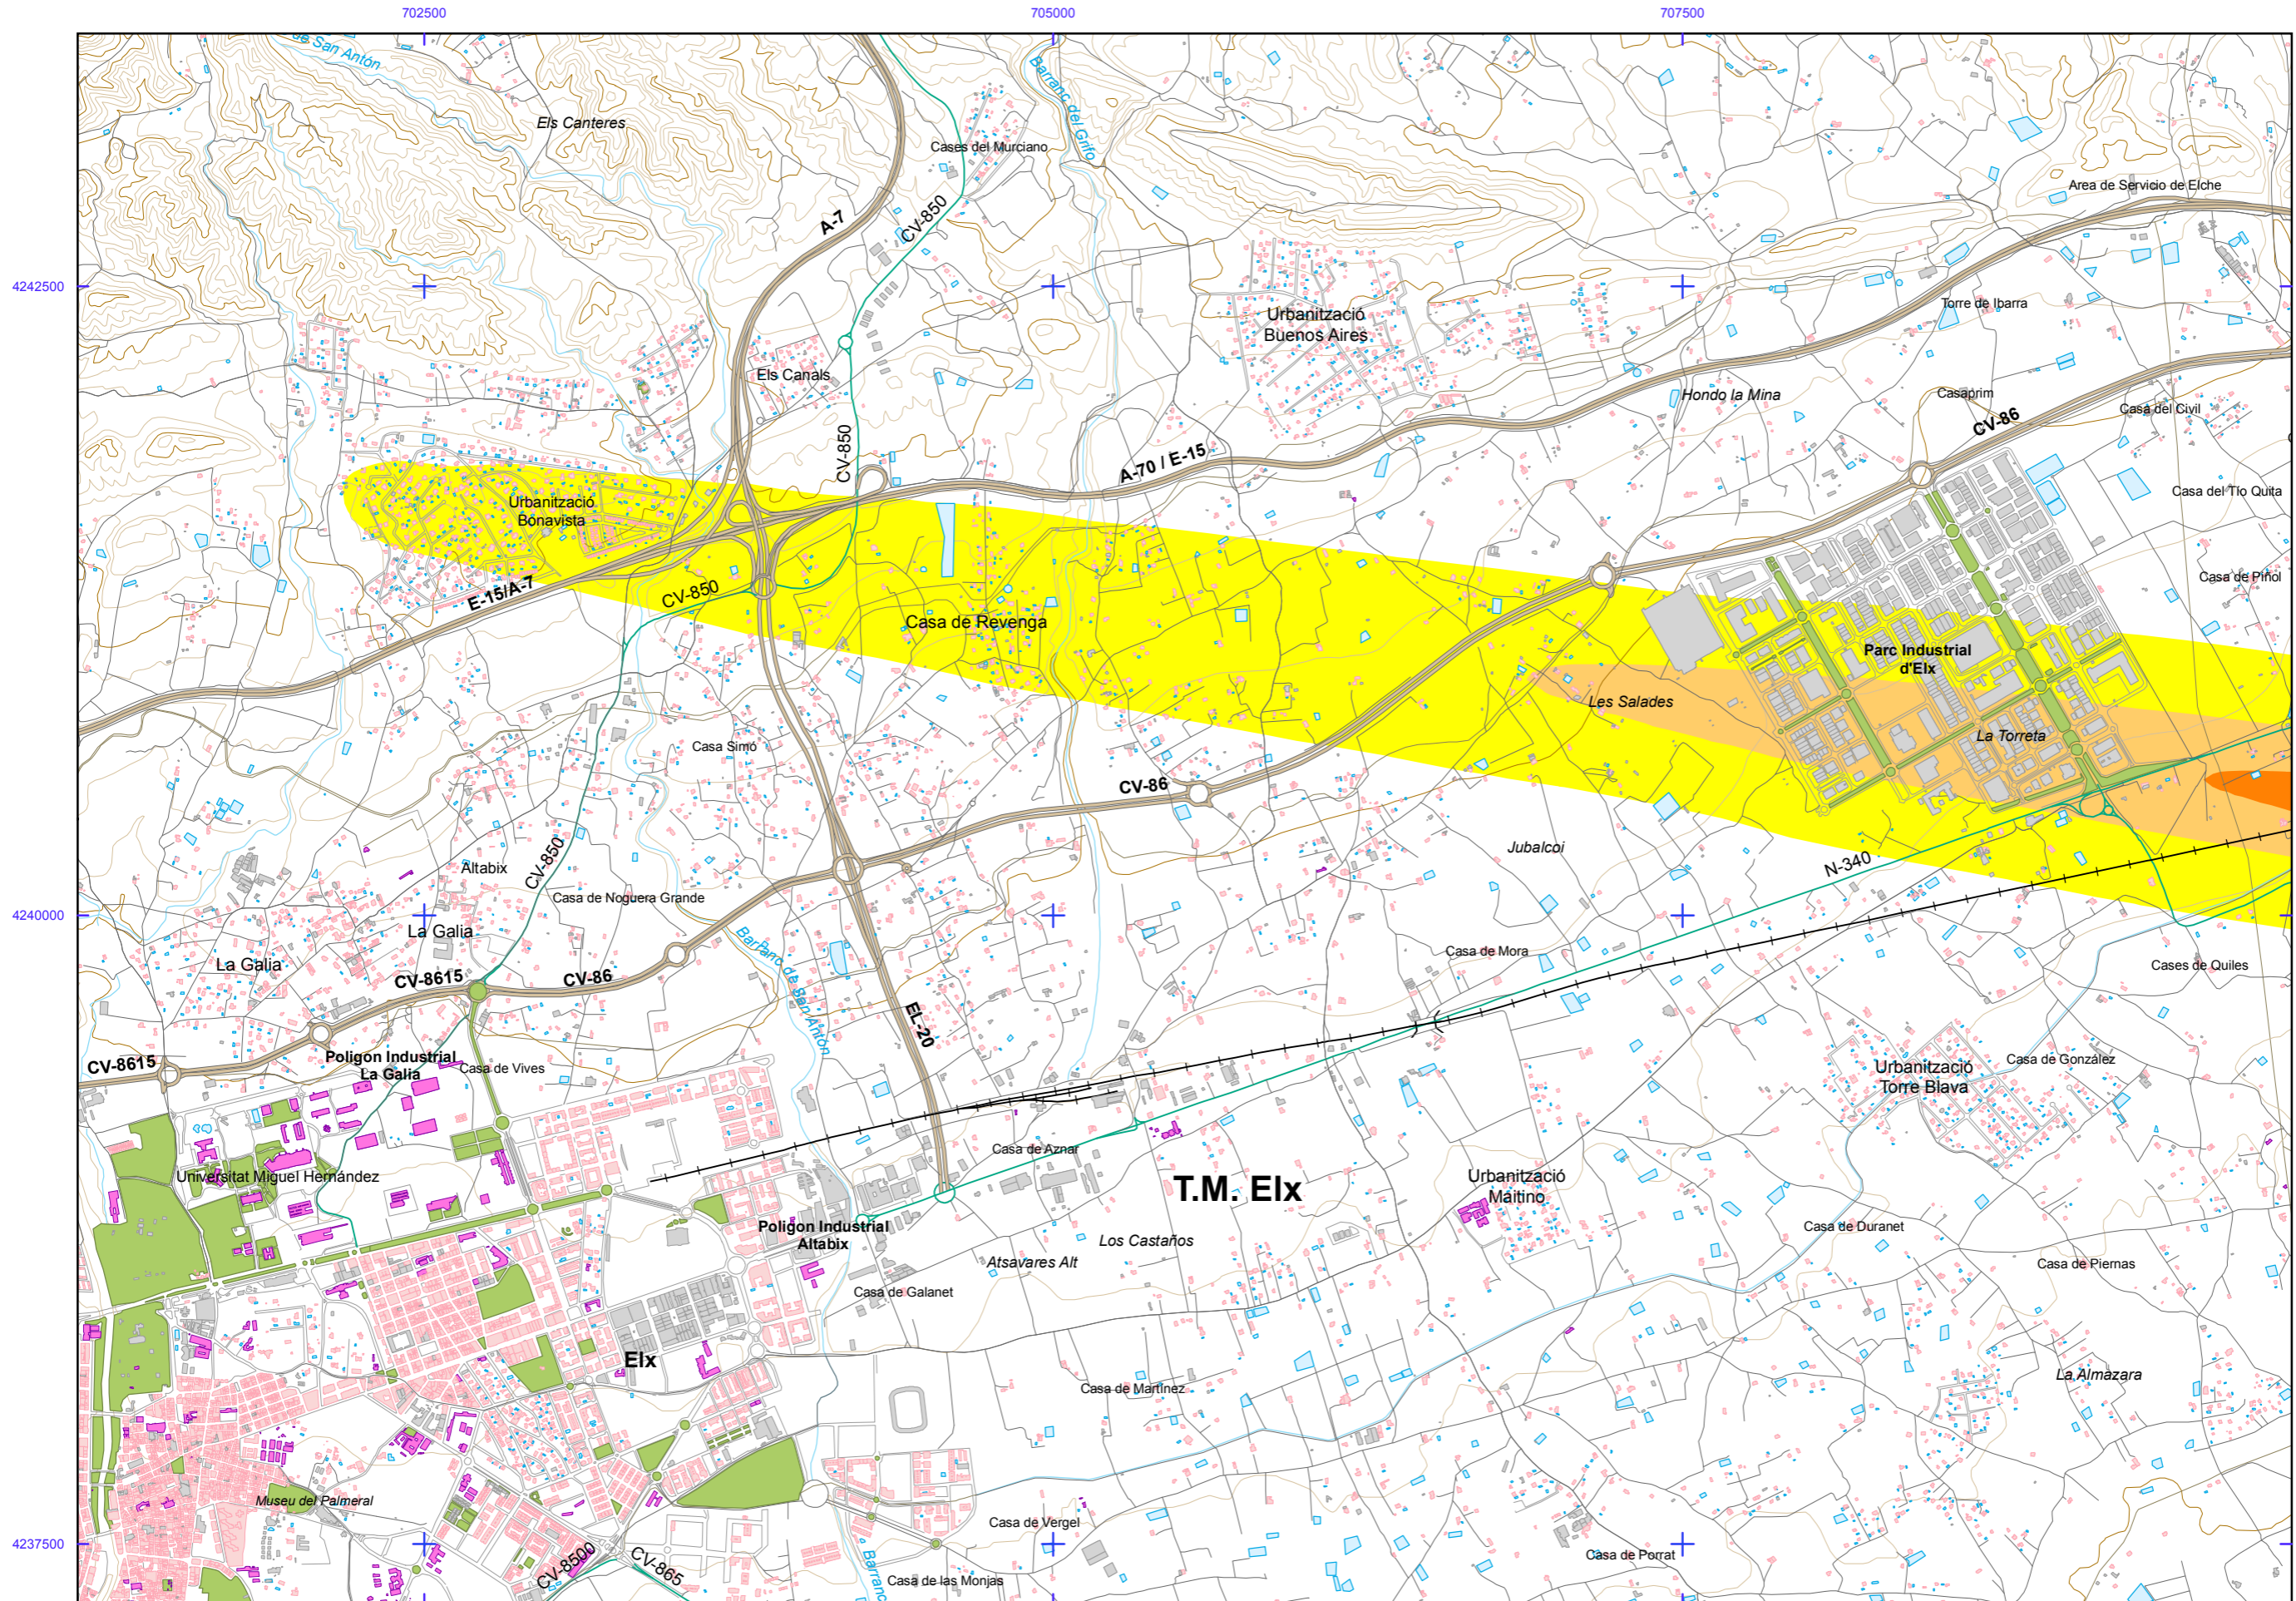 702500
705000
707500
de San Antón
Barranc del Grifo
Els Canteres
Cases del Murciano
A-7
CV-850
Area de Servicio de Elche
4242500
Torre de Ibarra
Urbanització
Buenos Aires
Els Canals
Hondo la Mina
Casaprim
Casa del Civil
CV-86
CV-850
A-70 / E-15
Urbanització
Bonavista
Casa del Tío Quita
E-15/A-7
CV-850
Casa de Piñol
Casa de Revenga
Parc Industrial
d'Elx
Les Salades
La Torreta
Casa Simó
CV-86
Jubalcoi
N-340
Altabix
CV-850
Casa de Noguera Grande
4240000
La Galia
La Galia
Barranc de San Antón
Casa de Mora
Cases de Quiles
CV-8615
CV-86
EL-20
CV-8615
Poligon Industrial
La Galia
Casa de Vives
Urbanització
Torre Blava
Casa de González
Casa de Aznar
Universitat Miguel Hernández
T.M. Elx
Urbanització
Maitino
Poligon Industrial
Altabix
Los Castaños
Atsavares Alt
Casa de Duranet
Casa de Piernas
Casa de Galanet
Elx
Casa de Martínez
La Almazara
Museu del Palmeral
Casa de Vergel
4237500
CV-8500
CV-865
Barranc
Casa de Porrat
Casa de las Monjas